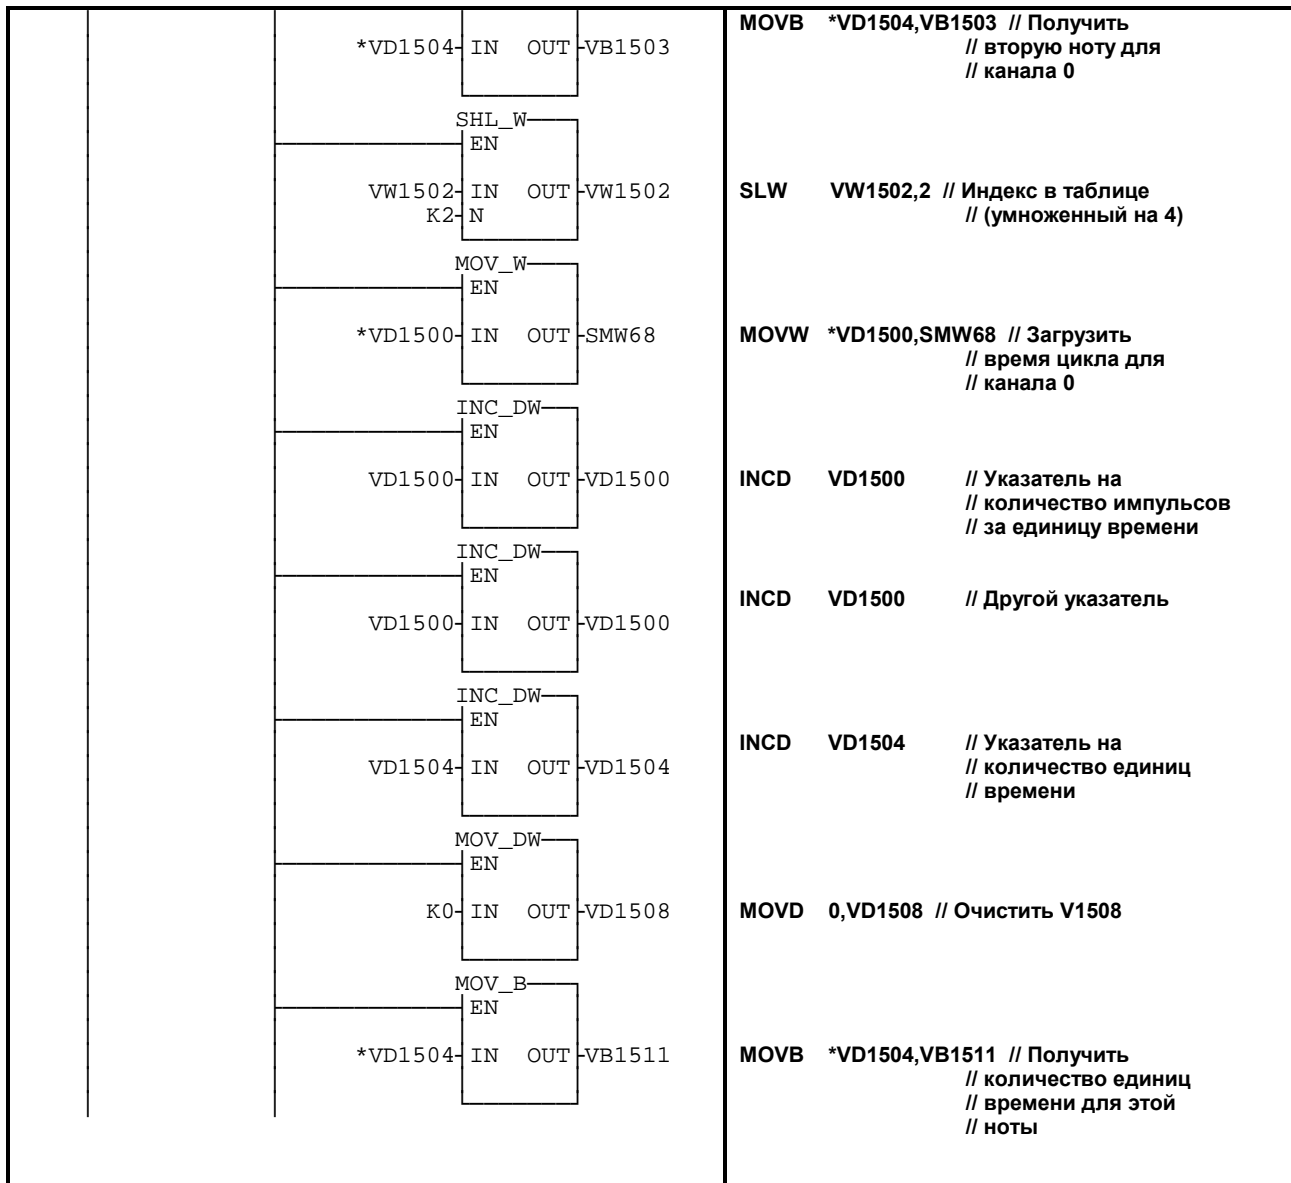 *VD1504 IN OUT VB1503
SHL_W
EN
VW1502 IN OUT VW1502
K2 N
MOV_W
EN
*VD1500 IN OUT SMW68
INC_DW
EN
VD1500 IN OUT VD1500
INC_DW
EN
VD1500 IN OUT VD1500
INC_DW
EN
VD1504 IN OUT VD1504
MOV_DW
EN
K0 IN OUT VD1508
MOV_B
EN
*VD1504 IN OUT VB1511
MOVB *VD1504,VB1503 // Получить
// вторую ноту для
// канала 0
SLW VW1502,2 // Индекс в таблице
// (умноженный на 4)
MOVW *VD1500,SMW68 // Загрузить
// время цикла для
// канала 0
INCD VD1500 // Указатель на
// количество импульсов
// за единицу времени
INCD VD1500 // Другой указатель
INCD VD1504 // Указатель на
// количество единиц
// времени
MOVD 0,VD1508 // Очистить V1508
MOVB *VD1504,VB1511 // Получить
// количество единиц
// времени для этой
// ноты